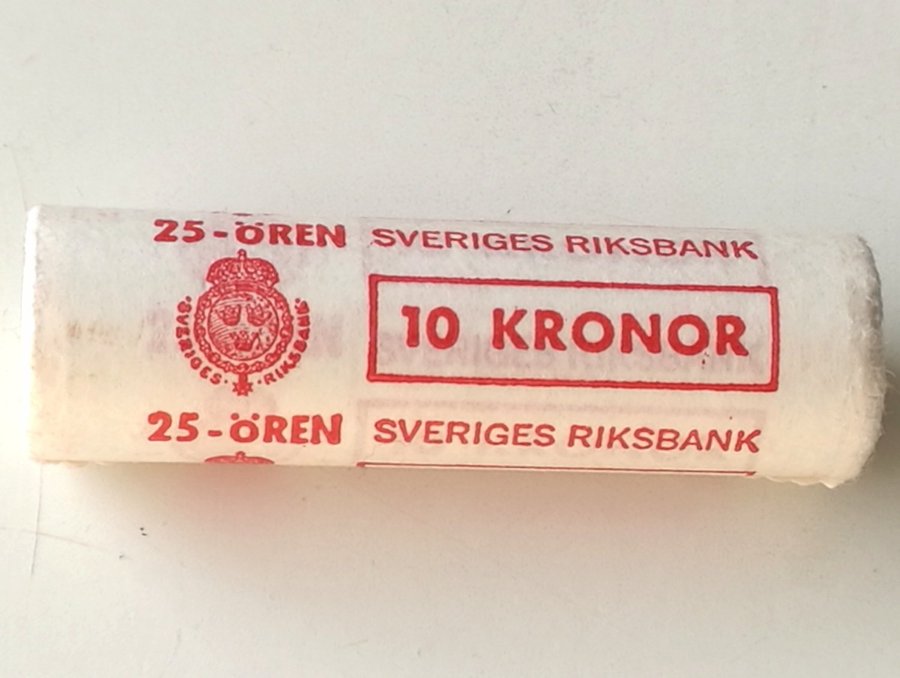 25-ÖREN SVERIGES RIKSBANK
SVERIGES RIKSBANK
10 KRONOR
25-ÖREN SVERIGES RIKSBANK